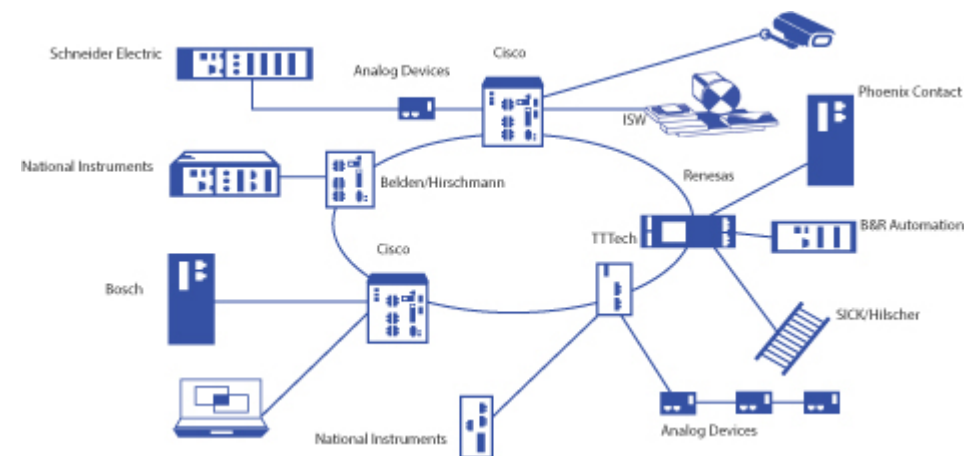 Cisco
Schneider Electric
Analog Devices
Phoenix Contact
ISW
National Instruments
Belden/Hirschmann
Renesas
B&R Automation
TTTech
Cisco
Bosch
SICK/Hilscher
Analog Devices
National Instruments